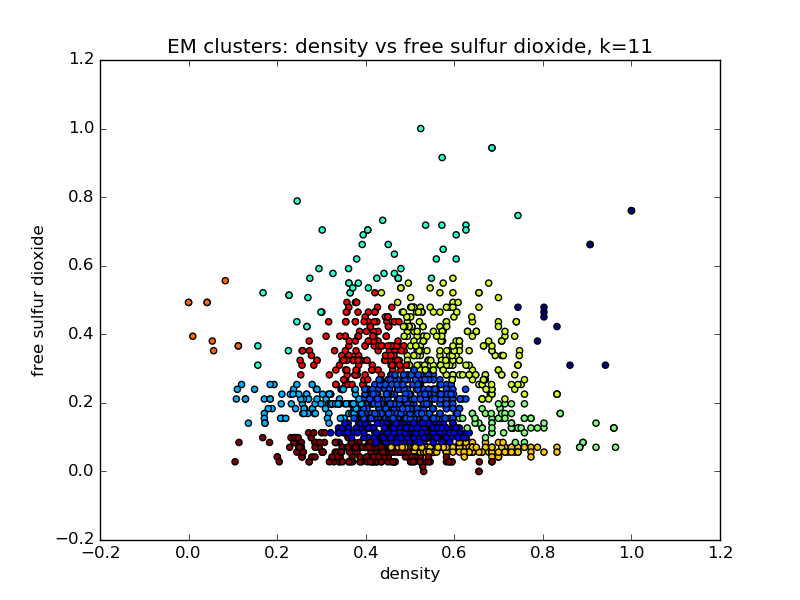 EM clusters: density vs free sulfur dioxide, k=11
1.2
1.0
0.8
0.6
0.4
0.2
0.0
−0.2
free sulfur dioxide
−0.2 0.0 0.2 0.4 0.6 0.8 1.0 1.2
density